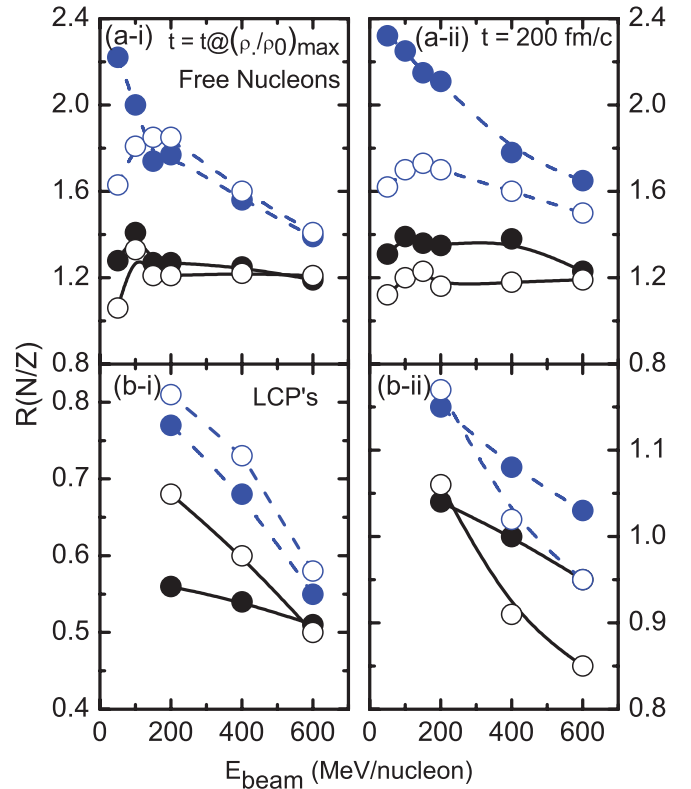 (a-i) t = t@(ρ./ρ0)max
Free Nucleons
(a-ii) t = 200 fm/c
2.4
2.0
1.6
1.2
0.8
2.4
2.0
1.6
1.2
0.8
R(N/Z)
(b-i) LCP's
(b-ii)
0.8
0.7
0.6
0.5
0.4
1.1
1.0
0.9
0.8
0 200 400 600
0 200 400 600
Ebeam (MeV/nucleon)